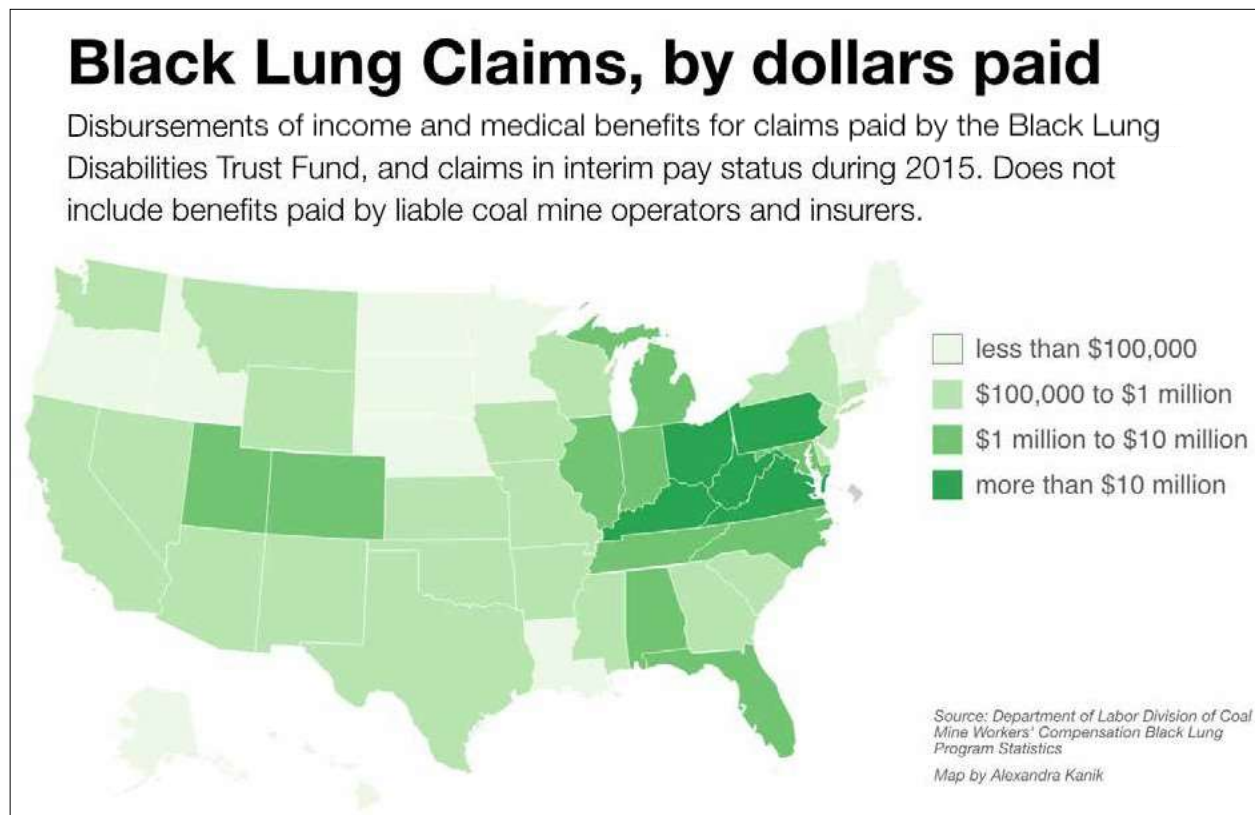 Black Lung Claims, by dollars paid
Disbursements of income and medical benefits for claims paid by the Black Lung
Disabilities Trust Fund, and claims in interim pay status during 2015. Does not
include benefits paid by liable coal mine operators and insurers.
less than $100,000
$100,000 to $1 million
$1 million to $10 million
more than $10 million
Source: Department of Labor Division of Coal
Mine Workers' Compensation Black Lung
Program Statistics
Map by Alexandra Kanik